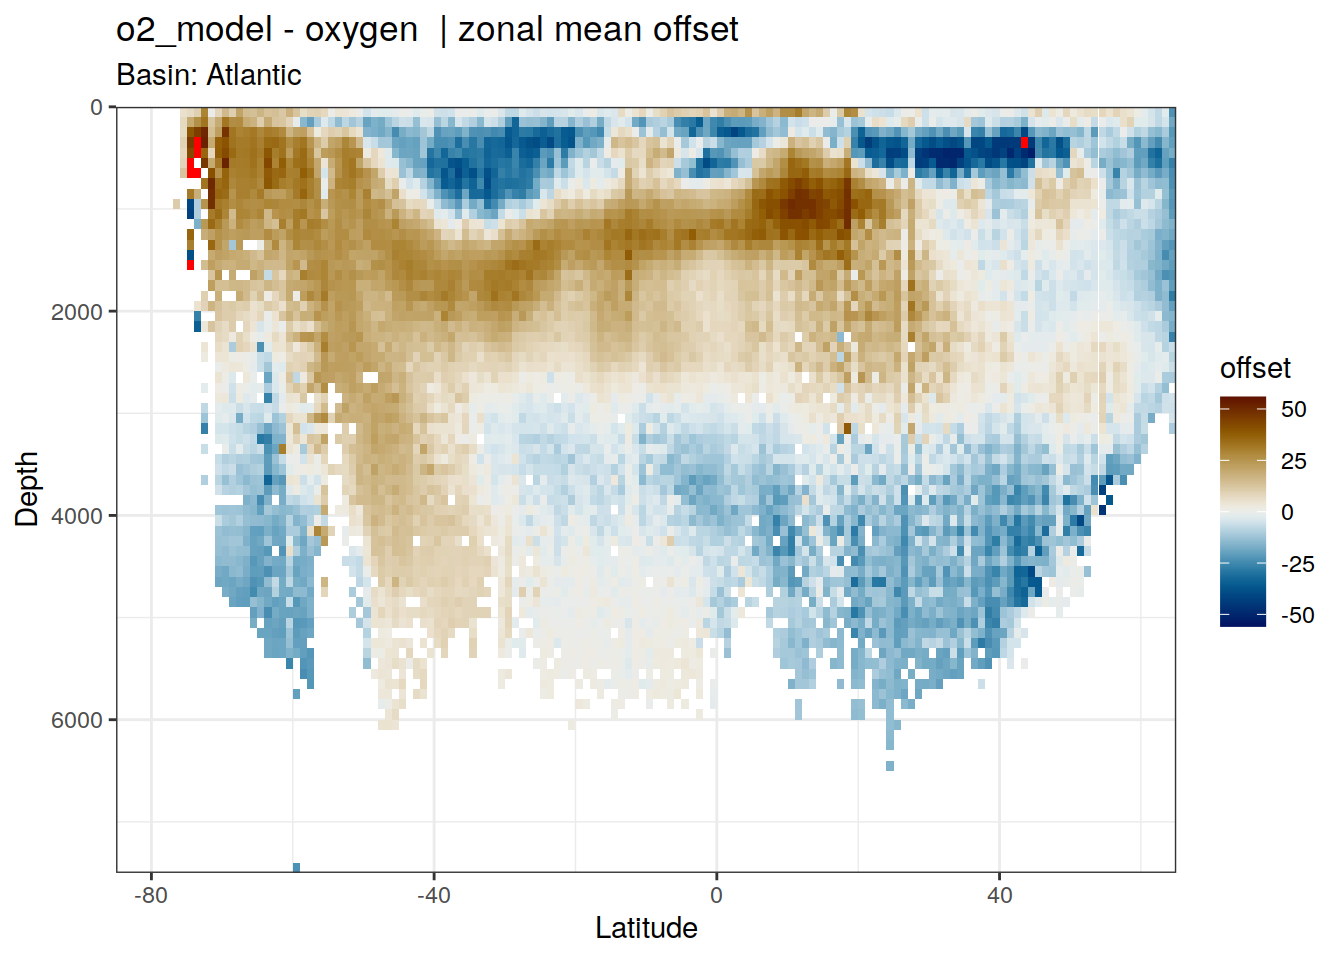 o2_model - oxygen  | zonal mean offset
Basin: Atlantic
0
2000
4000
6000
Depth
-80
-40
0
40
Latitude
offset
50
25
0
-25
-50